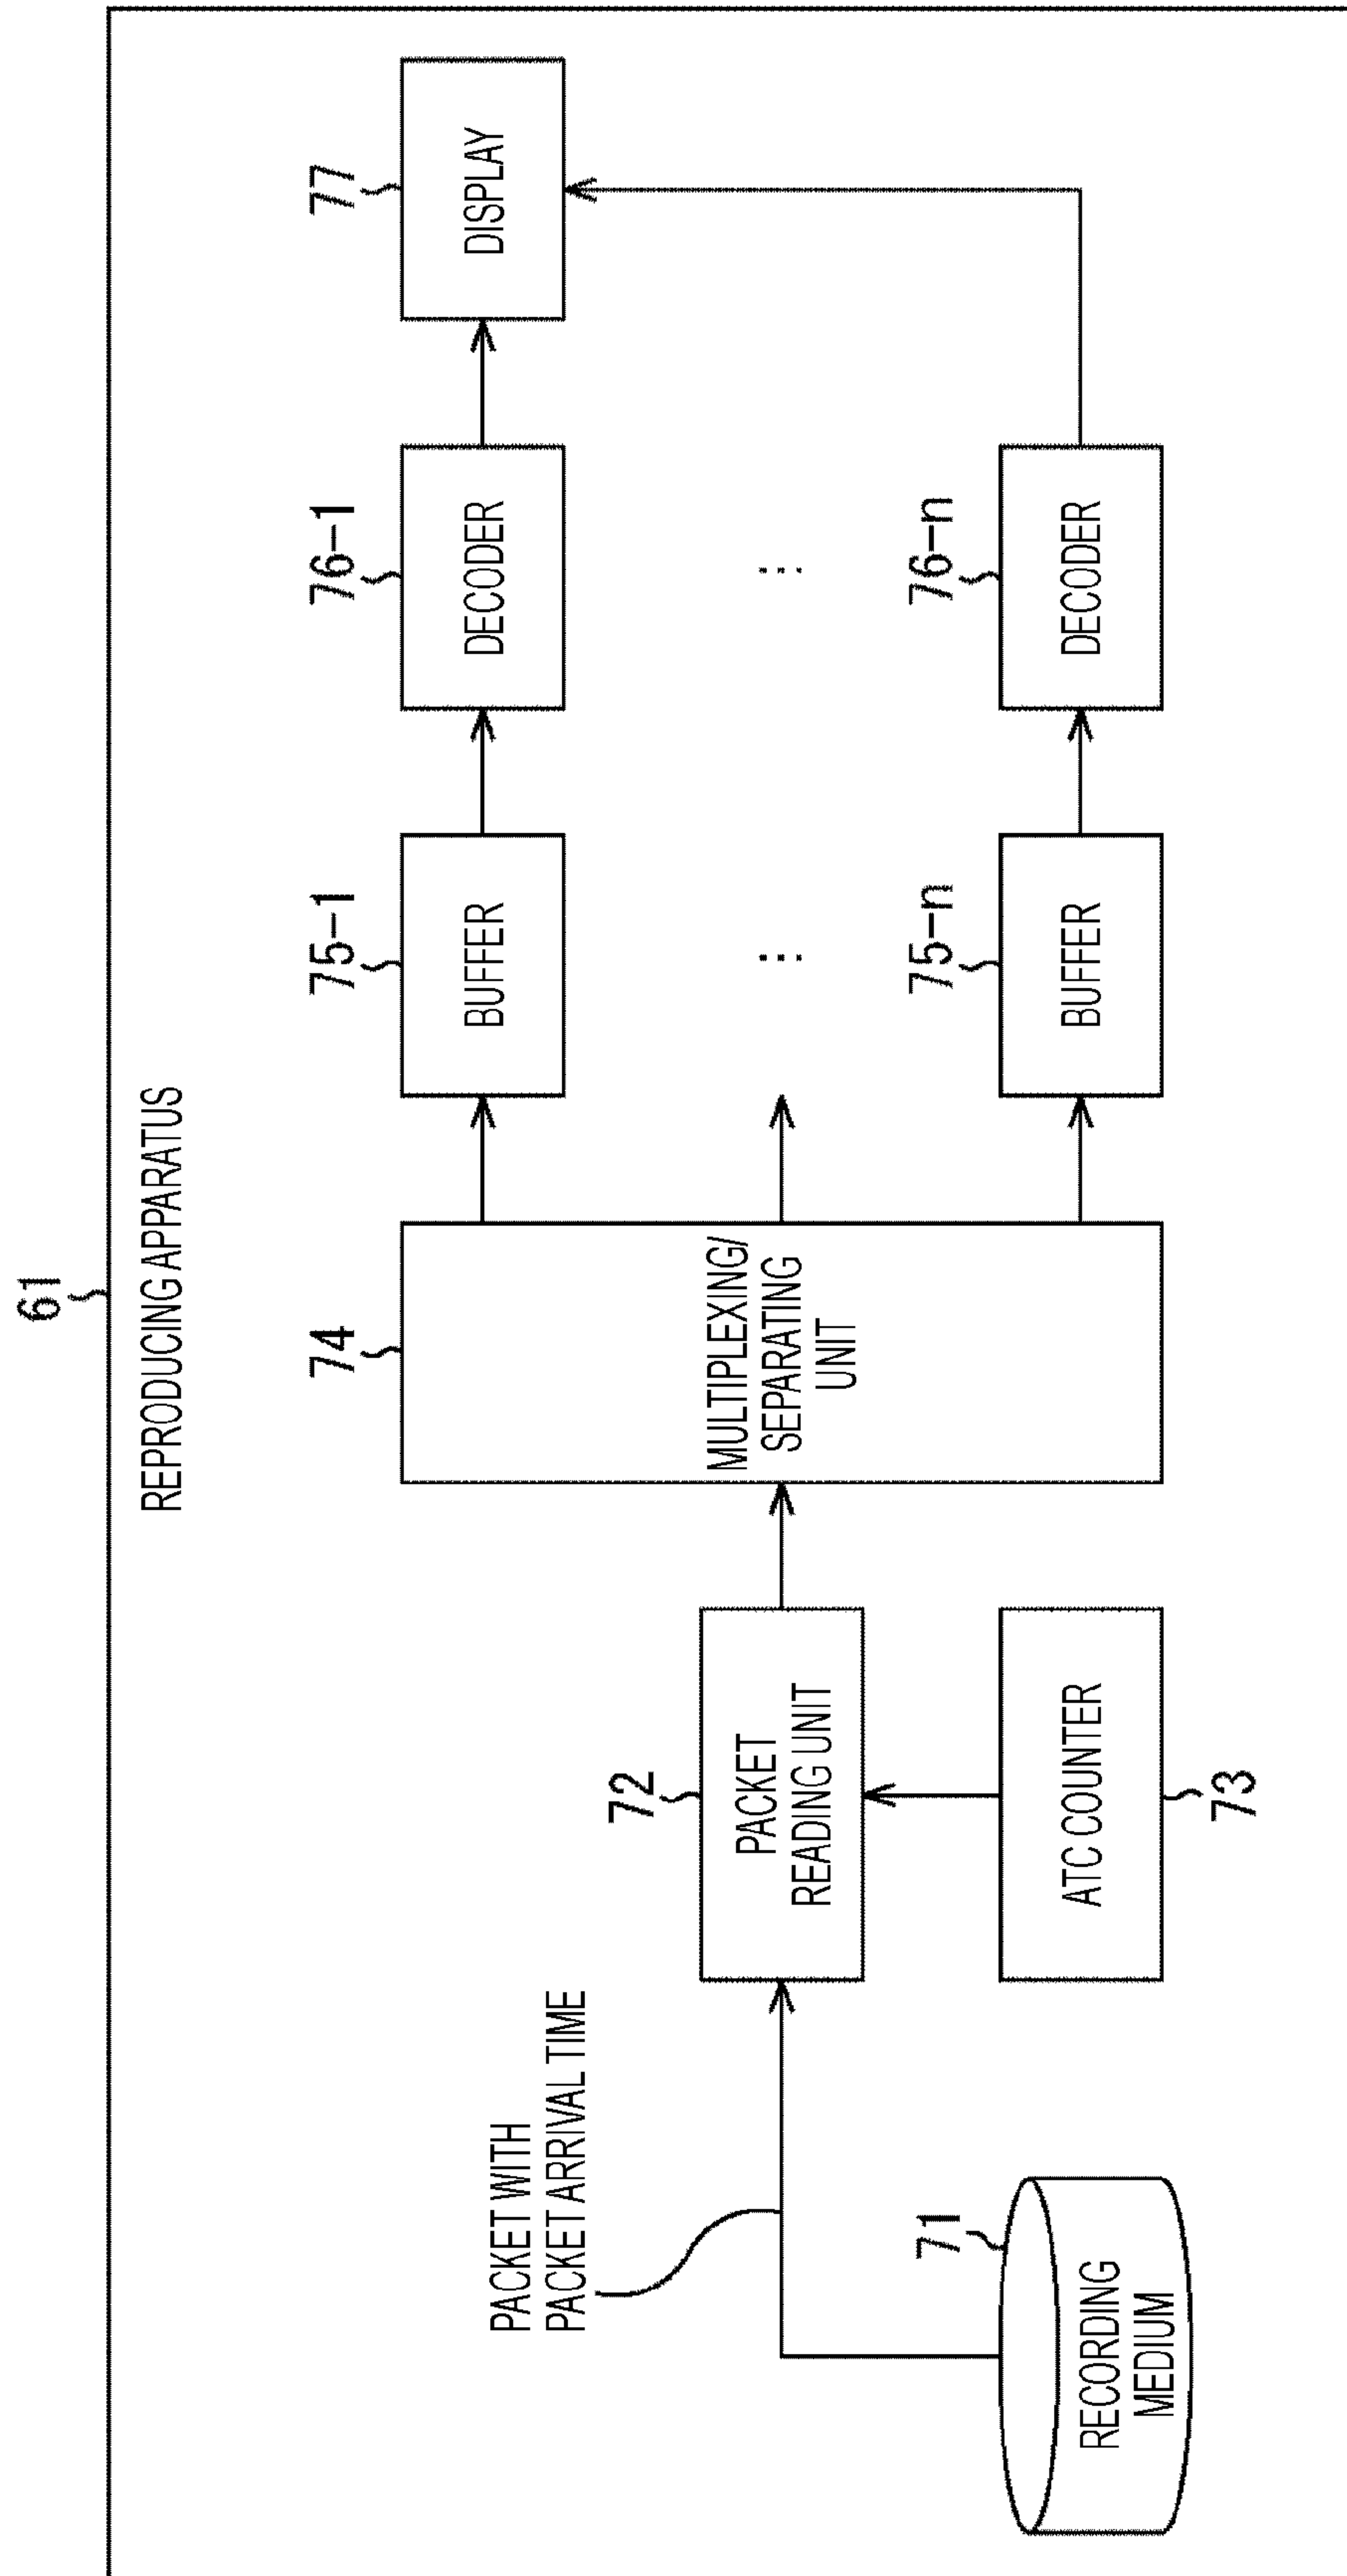 61
REPRODUCING APPARATUS
PACKET WITH
PACKET ARRIVAL TIME
71
RECORDING
MEDIUM
72
PACKET
READING UNIT
ATC COUNTER
73
74
MULTIPLEXING/
SEPARATING
UNIT
75-1
BUFFER
...
75-n
BUFFER
76-1
DECODER
...
76-n
DECODER
77
DISPLAY